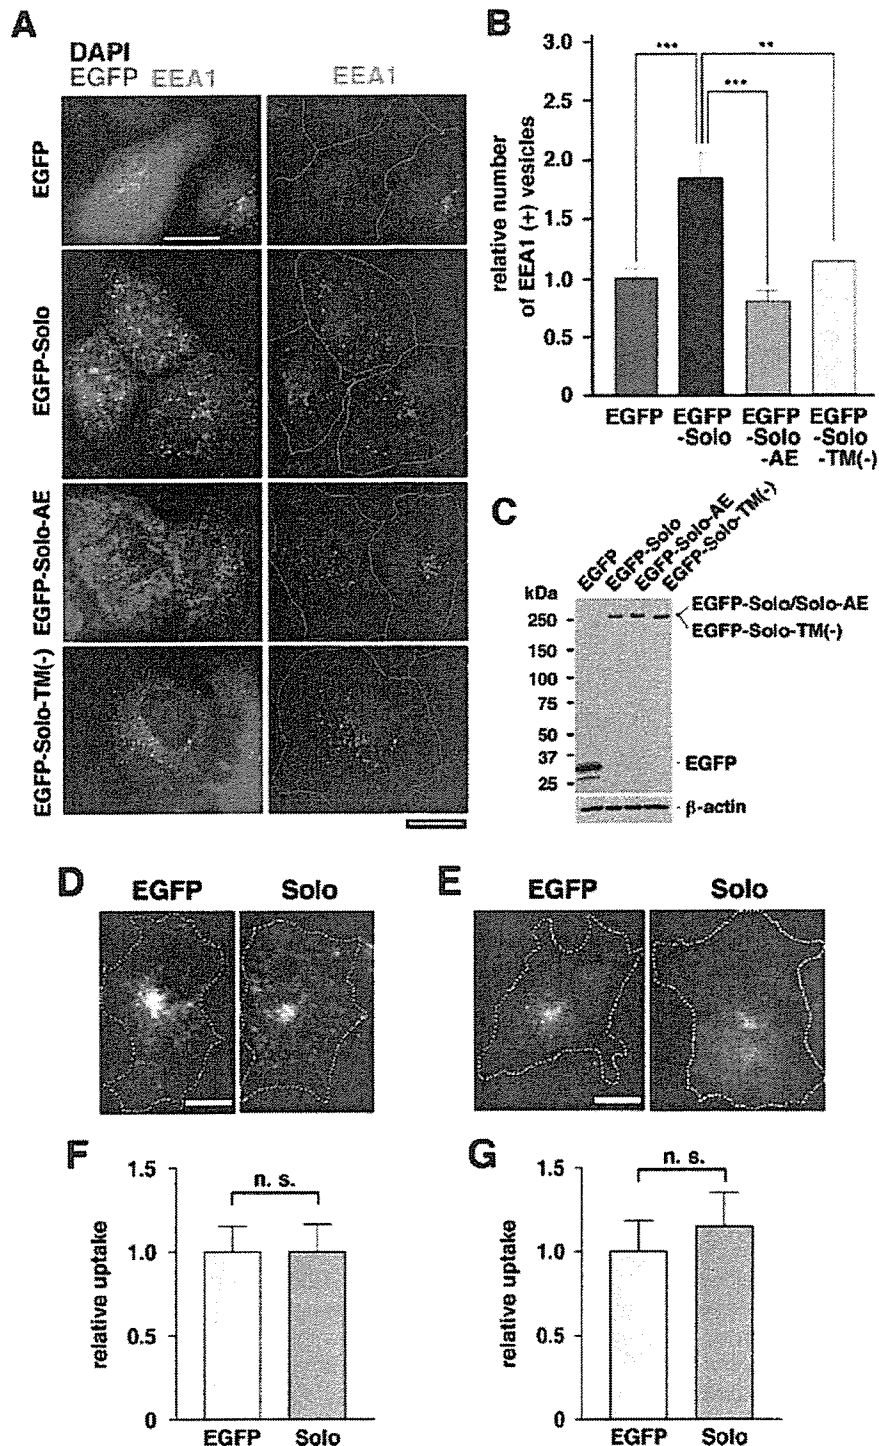 A
DAPI
EGFP EEA1
EEA1
EGFP
EGFP-Solo
EGFP-Solo-AE
EGFP-Solo-TM(-)
B
relative number
of EEA1 (+) vesicles
3.0
2.5
2.0
1.5
1.0
0.5
0
***
**
***
EGFP
EGFP
-Solo
EGFP
-Solo
-AE
EGFP
-Solo
-TM(-)
C
EGFP
EGFP-Solo
EGFP-Solo-AE
EGFP-Solo-TM(-)
kDa
250
150
100
75
50
37
25
EGFP-Solo/Solo-AE
EGFP-Solo-TM(-)
EGFP
β-actin
D
EGFP
Solo
E
EGFP
Solo
F
relative uptake
1.5
1.0
0.5
0
n. s.
EGFP
Solo
G
relative uptake
1.5
1.0
0.5
0
n. s.
EGFP
Solo